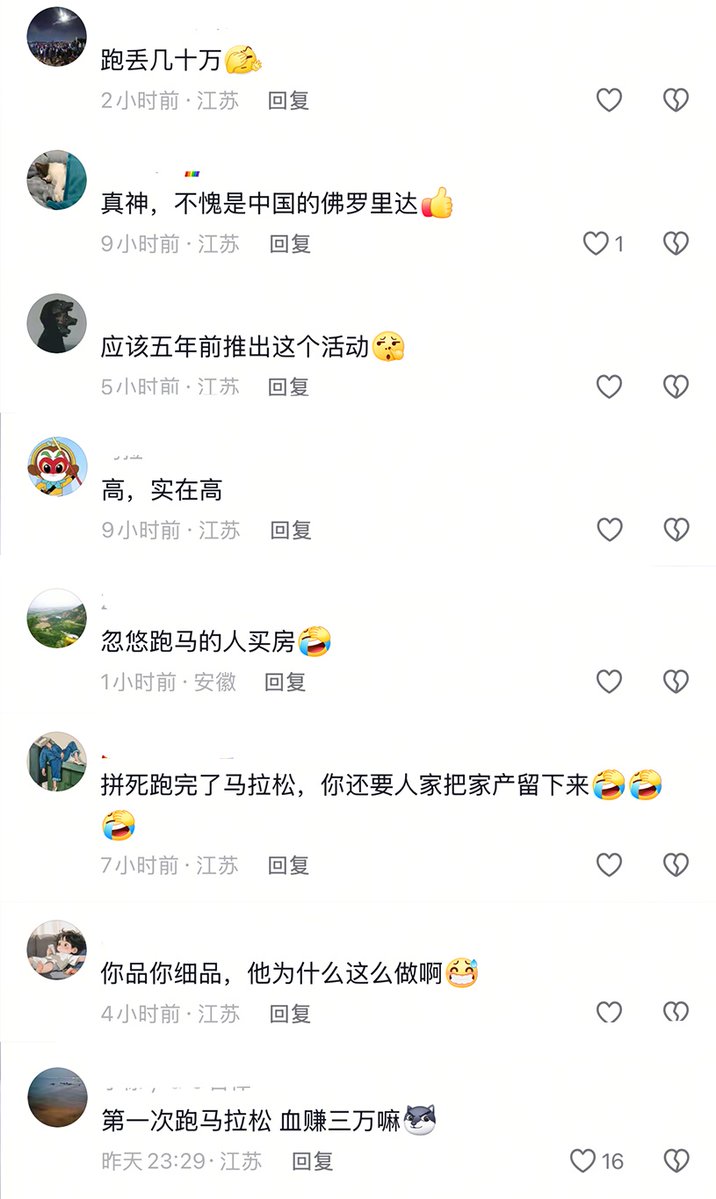 跑丢几十万
2小时前·江苏 回复
真神，不愧是中国的佛罗里达
9小时前·江苏 回复 1
应该五年前推出这个活动
5小时前·江苏 回复
高，实在高
9小时前·江苏 回复
忽悠跑马的人买房
1小时前·安徽 回复
拼死跑完了马拉松，你还要人家把家产留下来
7小时前·江苏 回复
你品你细品，他为什么这么做啊
4小时前·江苏 回复
第一次跑马拉松 血赚三万嘛
昨天23:29·江苏 回复 16